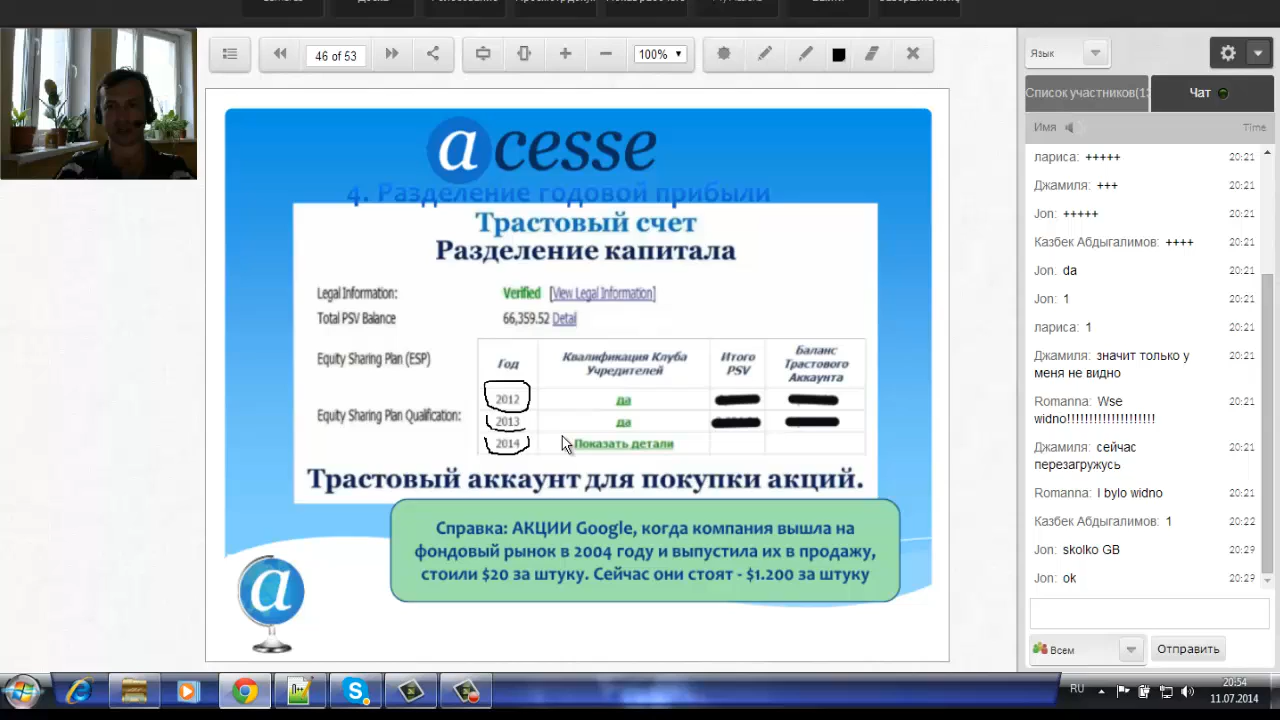 46 of 53
100%
acesse
4. Разделение годовой прибыли
Трастовый счет
Разделение капитала
Legal Information: Verified [View Legal Information]
Total PSV Balance 66,359.52 Detail
Equity Sharing Plan (ESP)
Год Квалификация Клуба Учредителей Итого PSV Баланс Трастового Аккаунта
Equity Sharing Plan Qualification:
2012 да
2013 да
2014 Показать детали
Трастовый аккаунт для покупки акций.
Справка: АКЦИИ Google, когда компания вышла на
фондовый рынок в 2004 году и выпустила их в продажу,
стоили $20 за штуку. Сейчас они стоят - $1.200 за штуку
a
Язык
Список участников(1
Чат
Имя Time
лариса: +++++ 20:21
Джамиля: +++ 20:21
Jon: +++++ 20:21
Казбек Абдыгалимов: ++++ 20:21
Jon: da 20:21
Jon: 1 20:21
лариса: 1 20:21
Джамиля: значит только у 20:21
меня не видно
Romanna: Wse 20:21
widno!!!!!!!!!!!!!!!!!!!!
Джамиля: сейчас 20:21
перезагружусь
Romanna: I bylo widno 20:21
Казбек Абдыгалимов: 1 20:22
Jon: skolko GB 20:29
Jon: ok 20:29
Всем
Отправить
RU
20:54
11.07.2014